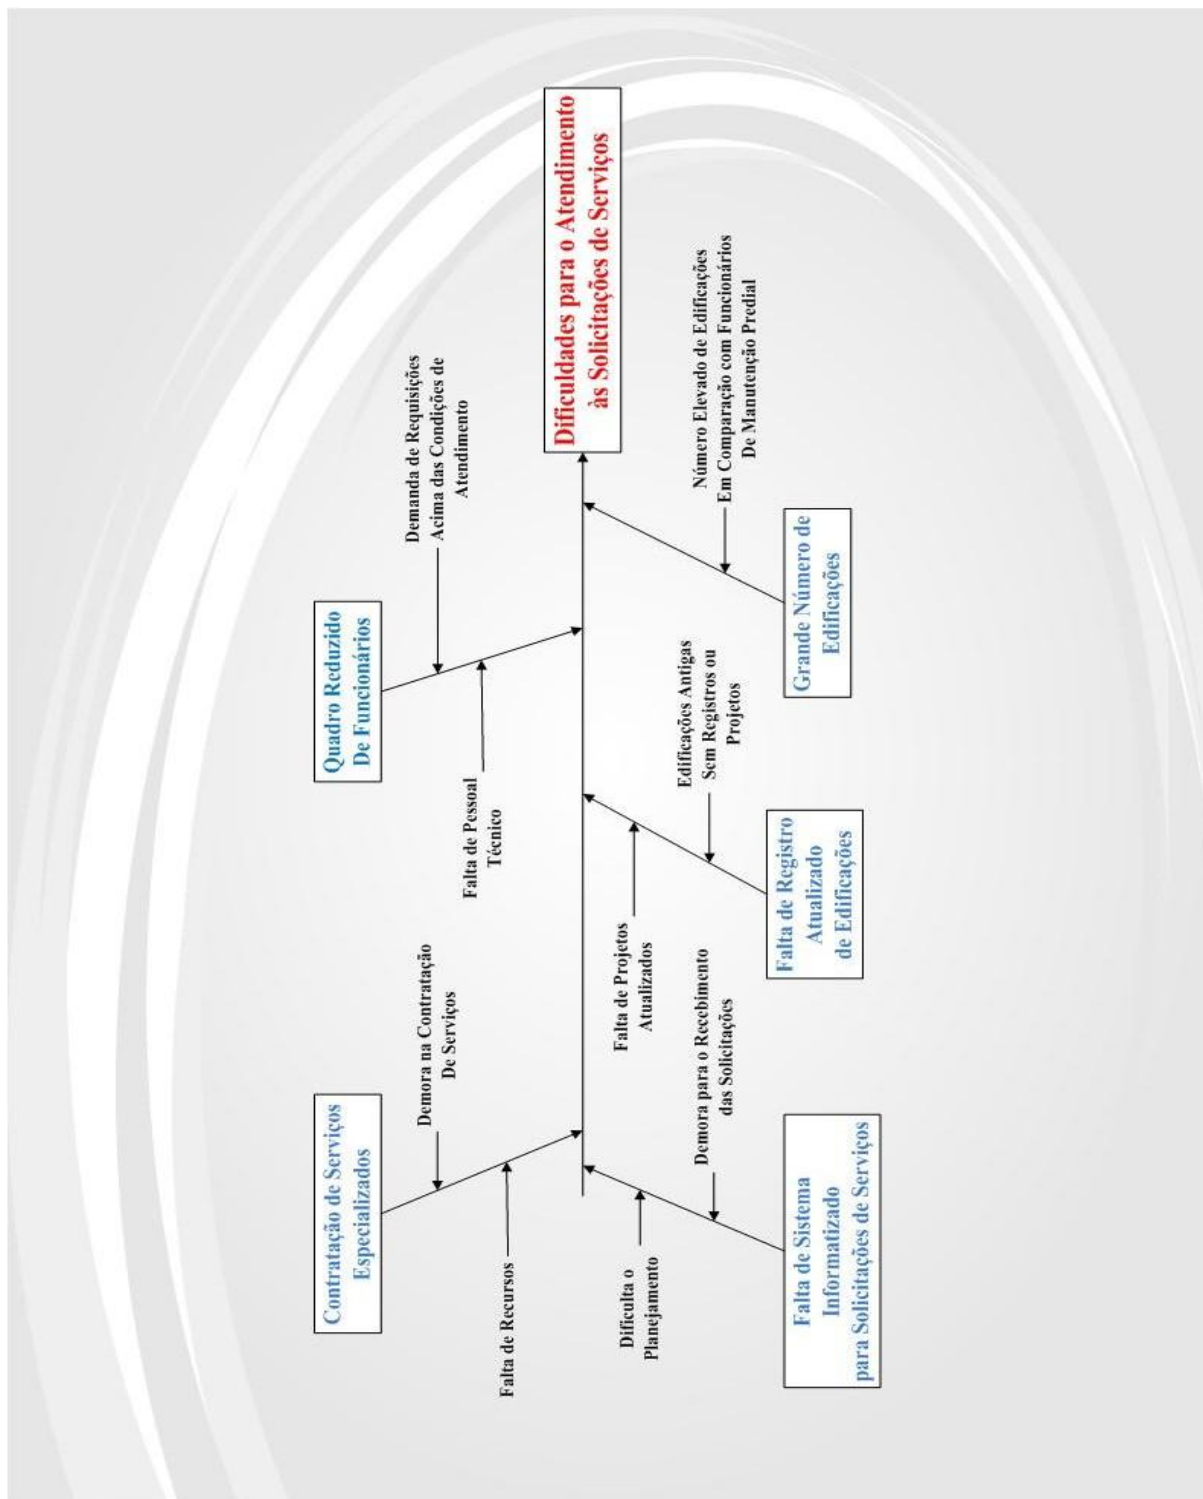 Contratação de Serviços
Especializados
Quadro Reduzido
De Funcionários
Demora na Contratação
De Serviços
Demanda de Requisições
Acima das Condições de
Atendimento
Falta de Recursos
Falta de Pessoal
Técnico
Dificuldades para o Atendimento
às Solicitações de Serviços
Dificulta o
Planejamento
Falta de Projetos
Atualizados
Demora para o Recebimento
das Solicitações
Edificações Antigas
Sem Registros ou
Projetos
Número Elevado de Edificações
Em Comparação com Funcionários
De Manutenção Predial
Falta de Sistema
Informatizado
para Solicitações de Serviços
Falta de Registro
Atualizado
de Edificações
Grande Número de
Edificações